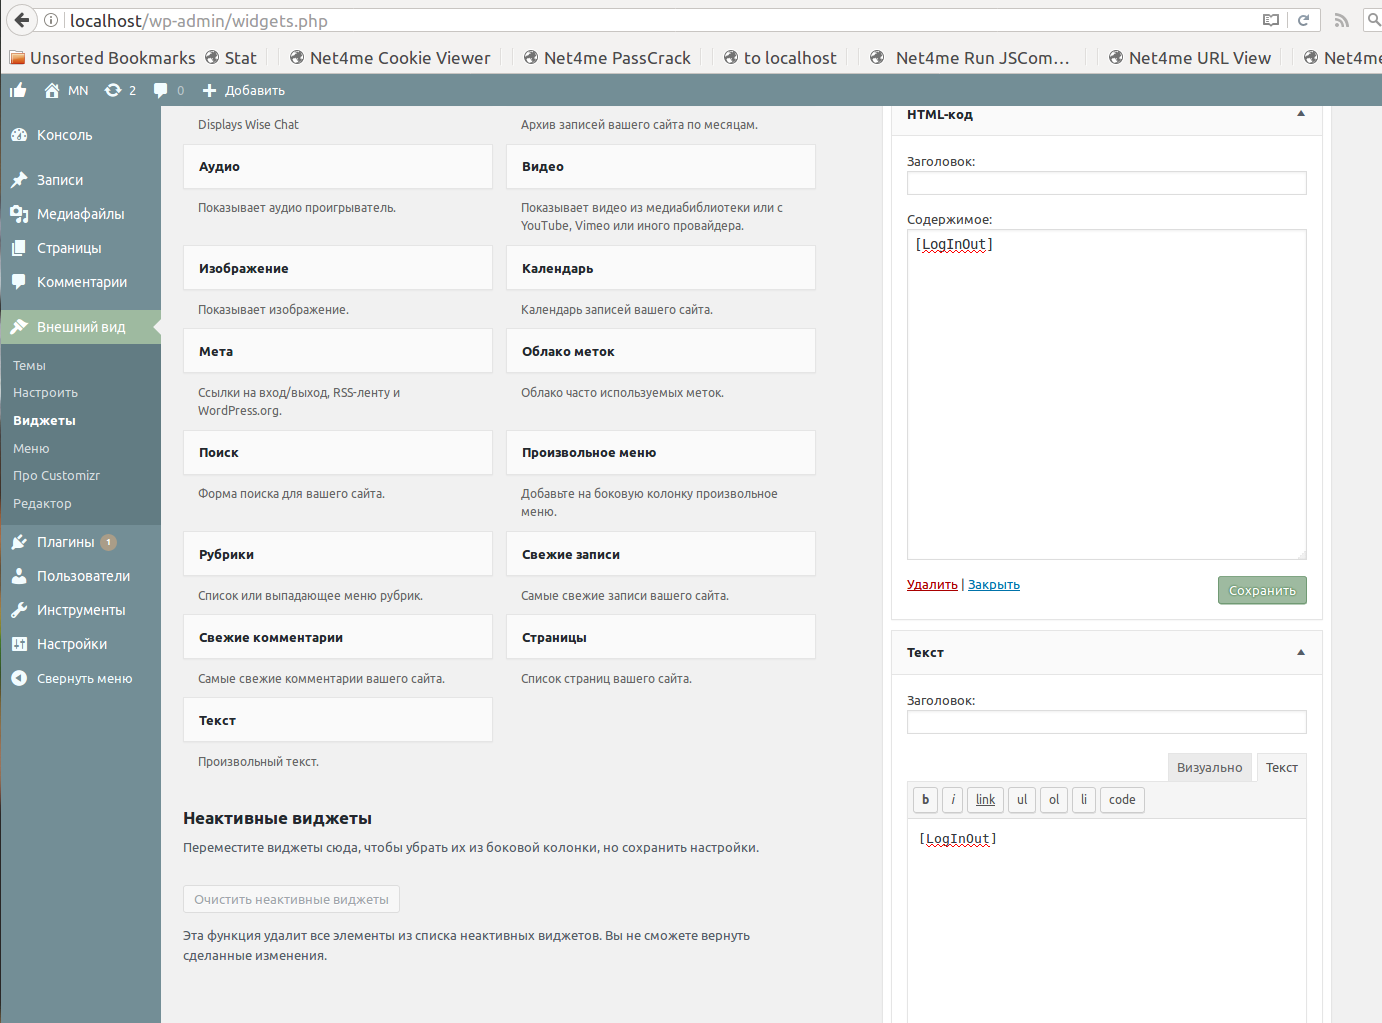 localhost/wp-admin/widgets.php
Unsorted Bookmarks Stat Net4me Cookie Viewer Net4me PassCrack to localhost Net4me Run JSCom... Net4me URL View Net4me
MN 2 0 Добавить
Консоль
Записи
Медиафайлы
Страницы
Комментарии
Внешний вид
Темы
Настроить
Виджеты
Меню
Про Customizr
Редактор
Плагины 1
Пользователи
Инструменты
Настройки
Свернуть меню
Displays Wise Chat
Архив записей вашего сайта по месяцам.
Аудио
Видео
Показывает аудио проигрыватель.
Показывает видео из медиабиблиотеки или с
YouTube, Vimeo или иного провайдера.
Изображение
Календарь
Показывает изображение.
Календарь записей вашего сайта.
Мета
Облако меток
Ссылки на вход/выход, RSS-ленту и
WordPress.org.
Облако часто используемых меток.
Поиск
Произвольное меню
Форма поиска для вашего сайта.
Добавьте на боковую колонку произвольное
меню.
Рубрики
Свежие записи
Список или выпадающее меню рубрик.
Самые свежие записи вашего сайта.
Свежие комментарии
Страницы
Самые свежие комментарии вашего сайта.
Список страниц вашего сайта.
Текст
Произвольный текст.
Неактивные виджеты
Переместите виджеты сюда, чтобы убрать их из боковой колонки, но сохранить настройки.
Очистить неактивные виджеты
Эта функция удалит все элементы из списка неактивных виджетов. Вы не сможете вернуть
сделанные изменения.
HTML-код
Заголовок:
Содержимое:
[LogInOut]
Удалить | Закрыть
Сохранить
Текст
Заголовок:
Визуально Текст
b i link ul ol li code
[LogInOut]